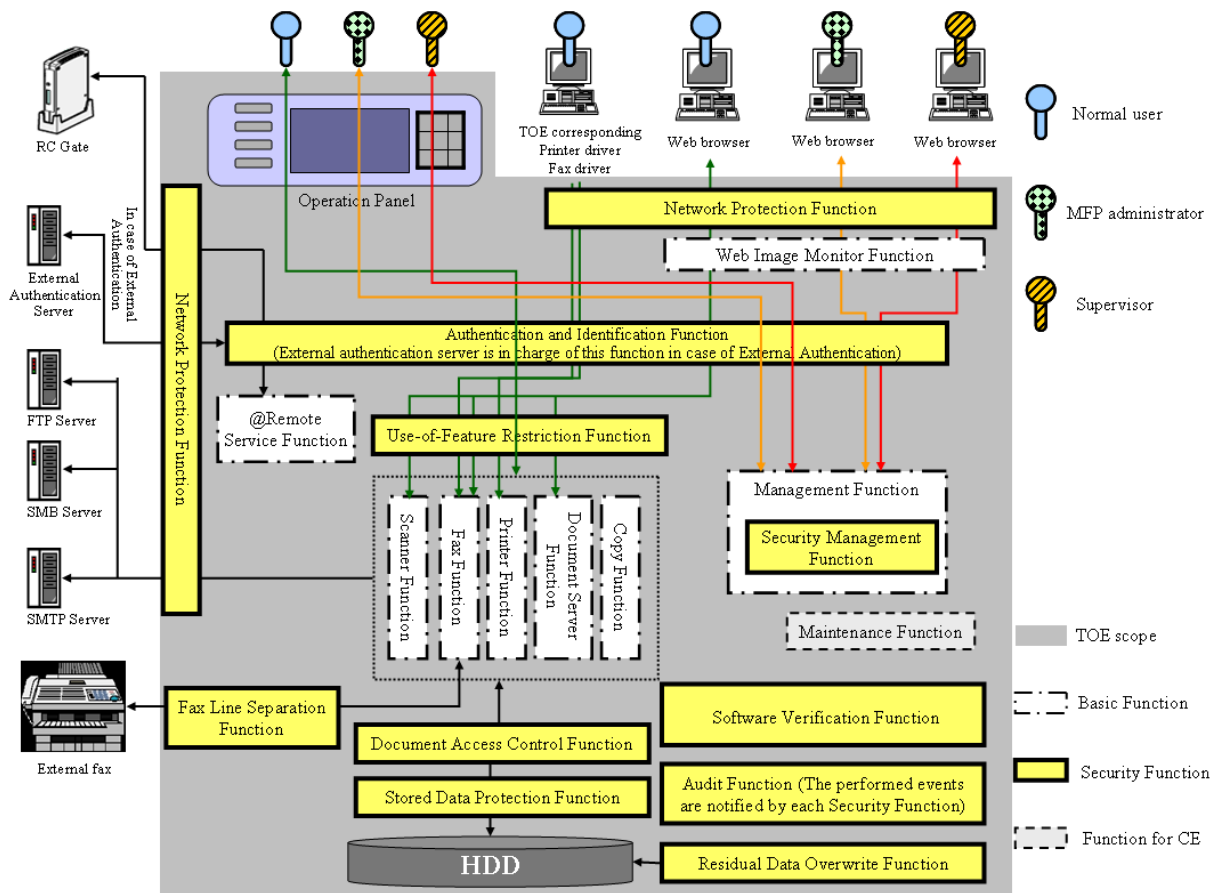 RC Gate
Operation Panel
TOE corresponding
Printer driver
Fax driver
Web browser
Web browser
Web browser
Normal user
MFP administrator
Supervisor
In case of External
Authentication
External
Authentication
Server
FTP Server
SMB Server
SMTP Server
External fax
Network Protection Function
Network Protection Function
Web Image Monitor Function
Authentication and Identification Function
(External authentication server is in charge of this function in case of External Authentication)
@Remote
Service Function
Use-of-Feature Restriction Function
Scanner Function
Fax Function
Printer Function
Document Server
Function
Copy Function
Management Function
Security Management
Function
Maintenance Function
Fax Line Separation
Function
Document Access Control Function
Stored Data Protection Function
HDD
Software Verification Function
Audit Function (The performed events
are notified by each Security Function)
Residual Data Overwrite Function
TOE scope
Basic Function
Security Function
Function for CE